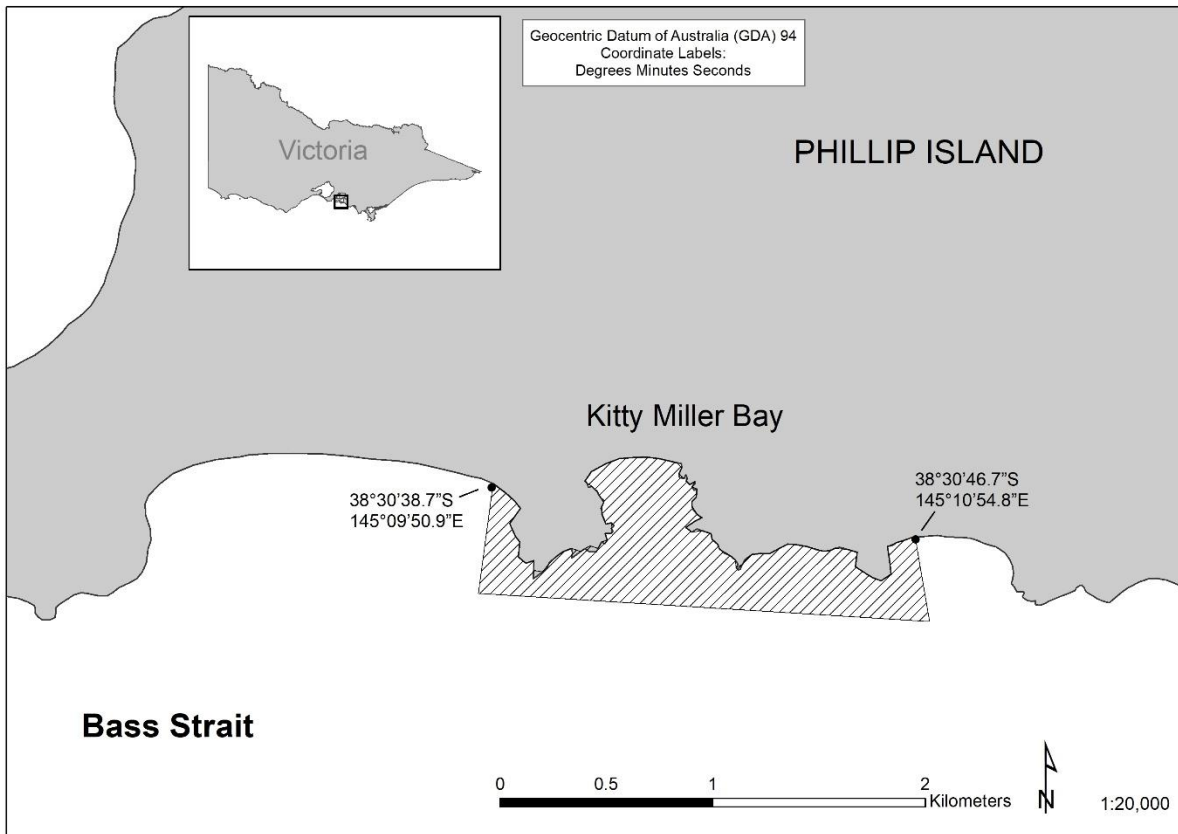 Geocentric Datum of Australia (GDA) 94
Coordinate Labels:
Degrees Minutes Seconds
Victoria
PHILLIP ISLAND
Kitty Miller Bay
38°30’38.7”S
145°09’50.9”E
38°30’46.7”S
145°10’54.8”E
Bass Strait
0 0.5 1 2
Kilometers
N
1:20,000